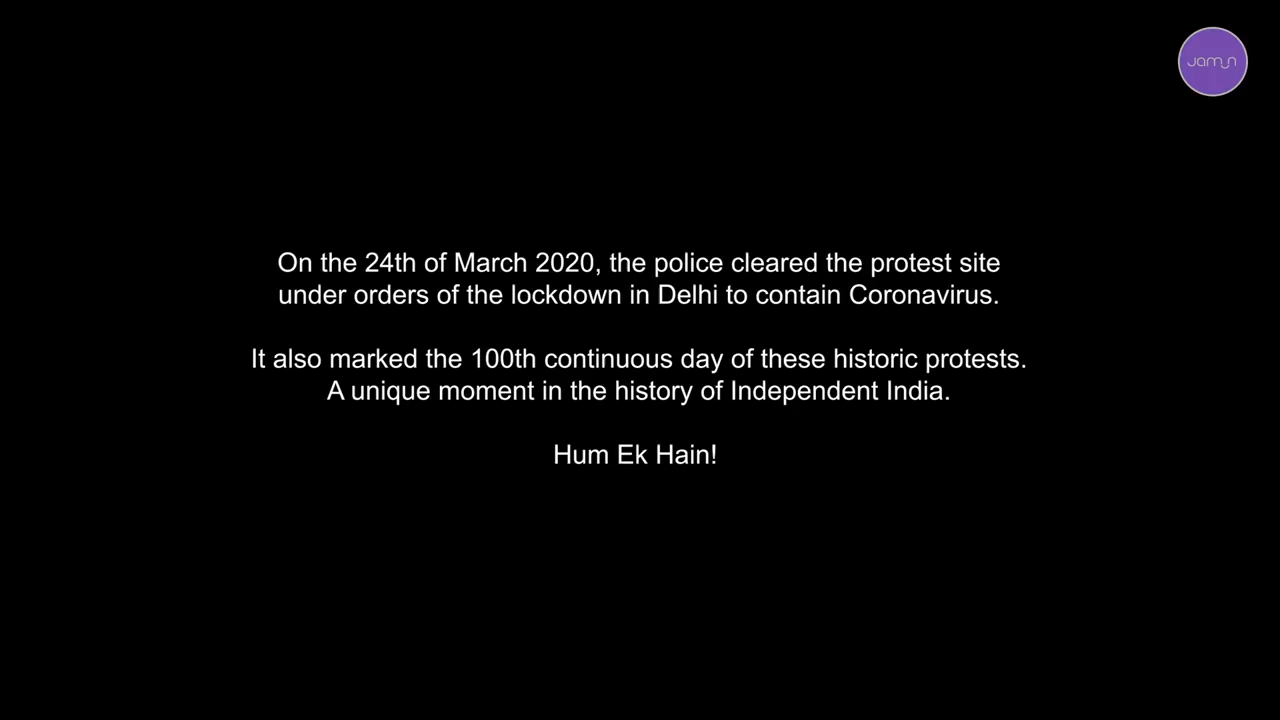 jamun
On the 24th of March 2020, the police cleared the protest site
under orders of the lockdown in Delhi to contain Coronavirus.
It also marked the 100th continuous day of these historic protests.
A unique moment in the history of Independent India.
Hum Ek Hain!